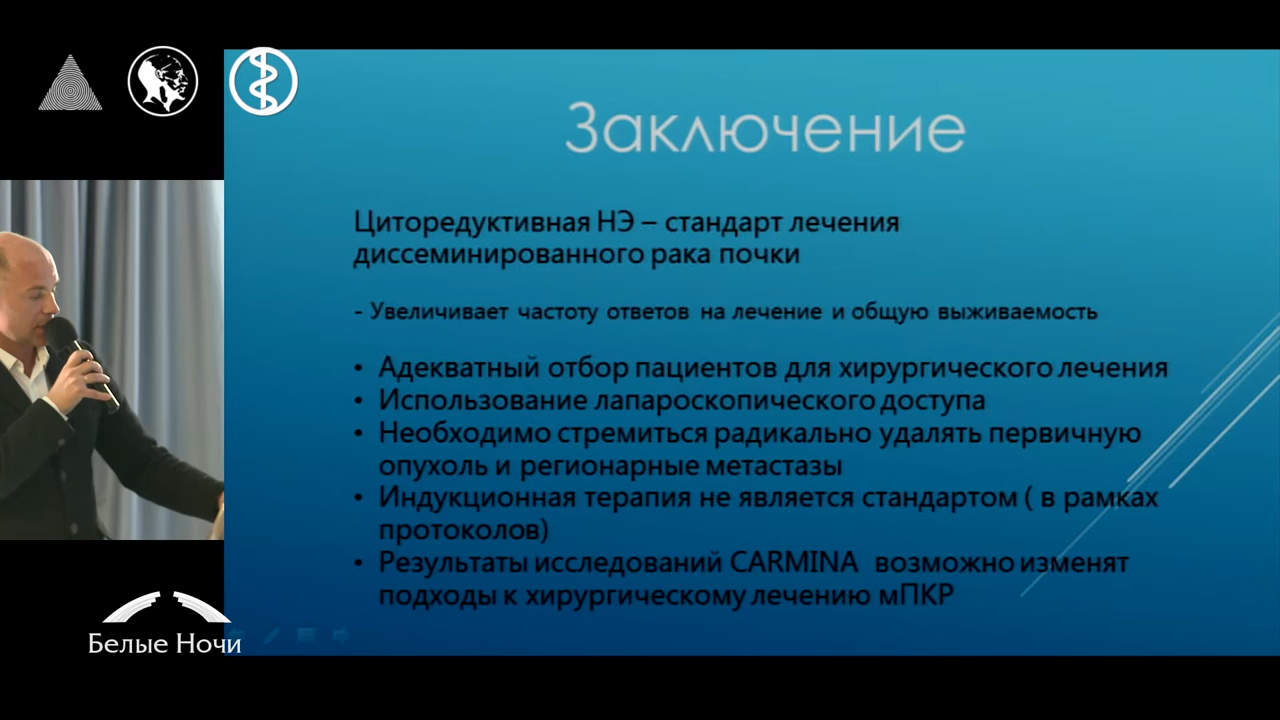 Заключение
Циторедуктивная НЭ – стандарт лечения
диссеминированного рака почки
- Увеличивает частоту ответов на лечение и общую выживаемость
• Адекватный отбор пациентов для хирургического лечения
• Использование лапароскопического доступа
• Необходимо стремиться радикально удалять первичную
опухоль и регионарные метастазы
• Индукционная терапия не является стандартом ( в рамках
протоколов)
• Результаты исследований CARMINA возможно изменят
подходы к хирургическому лечению мПКР
Белые Ночи